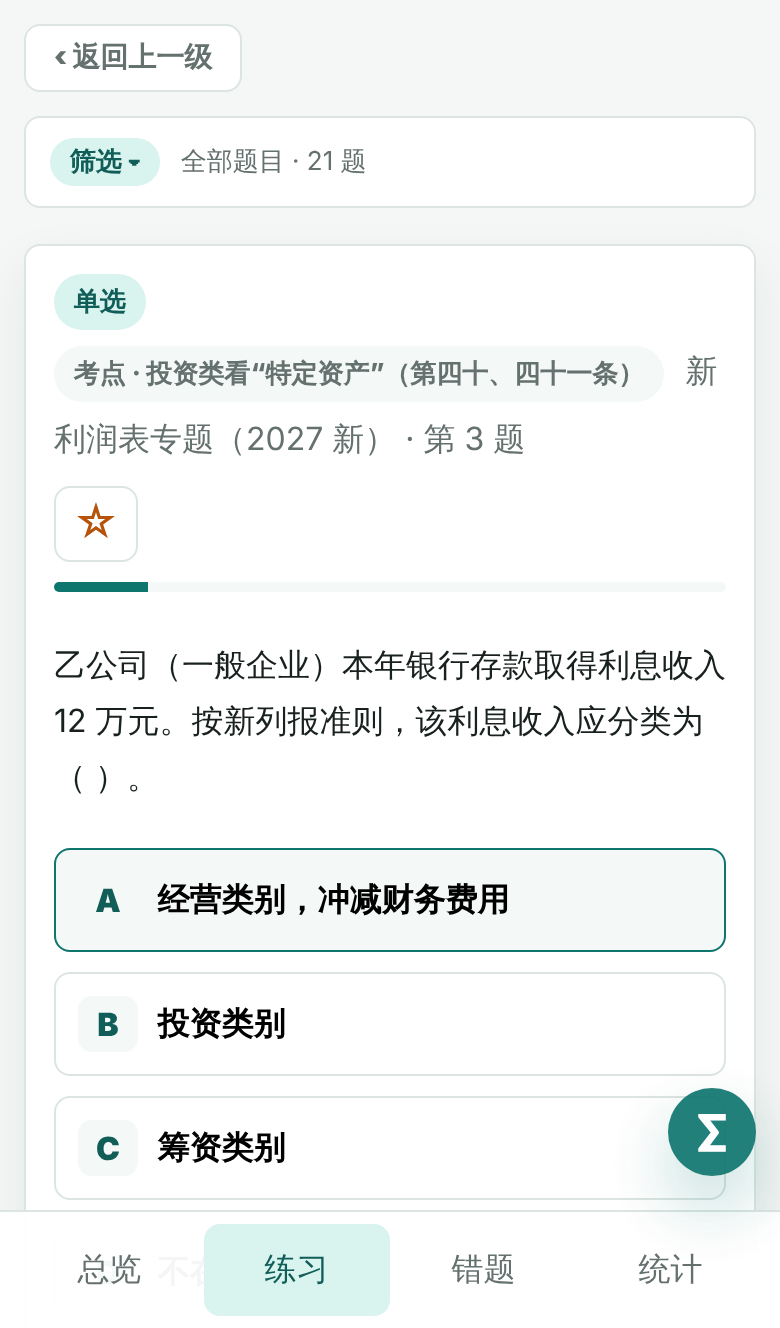 ‹ 返回上一级
筛选 全部题目 · 21 题
单选
考点 · 投资类看“特定资产”（第四十、四十一条） 新
利润表专题（2027 新） · 第 3 题
☆
乙公司（一般企业）本年银行存款取得利息收入
12 万元。按新列报准则，该利息收入应分类为
（ ）。
A 经营类别，冲减财务费用
B 投资类别
C 筹资类别
Σ
总览 不在 练习 错题 统计